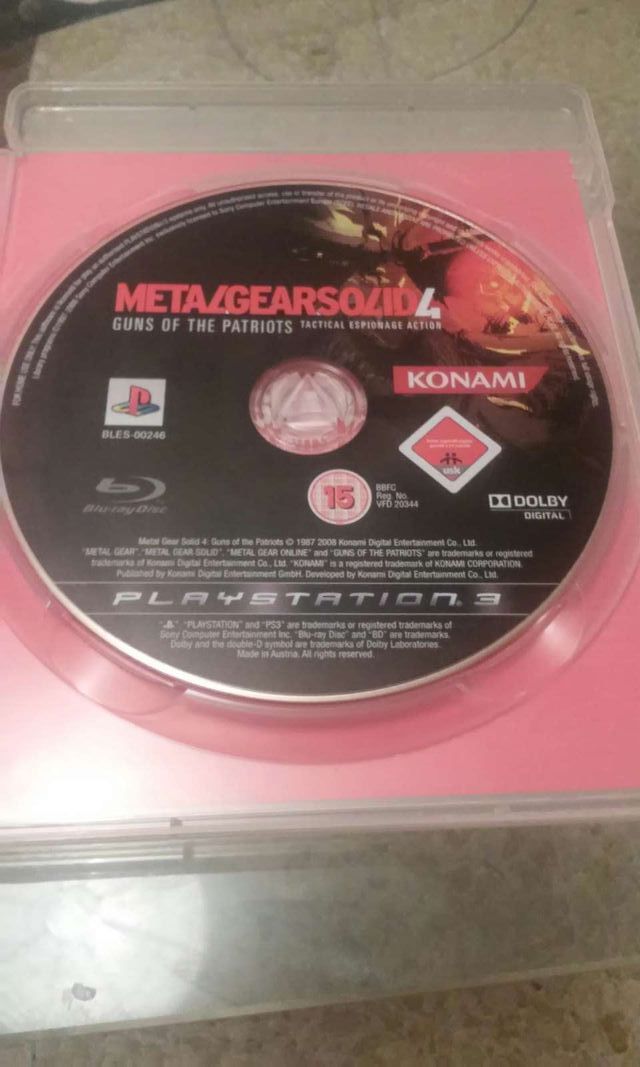 METAL GEAR SOLID 4
GUNS OF THE PATRIOTS TACTICAL ESPIONAGE ACTION
KONAMI
BLES-00246
usk
15
BBFC
Reg. No.
VFD 20344
Blu-ray Disc
DOLBY
DIGITAL
Metal Gear Solid 4: Guns of the Patriots © 1987 2008 Konami Digital Entertainment Co., Ltd.
"METAL GEAR", "METAL GEAR SOLID", "METAL GEAR ONLINE" and "GUNS OF THE PATRIOTS" are trademarks or registered
trademarks of Konami Digital Entertainment Co., Ltd. "KONAMI" is a registered trademark of KONAMI CORPORATION.
Published by Konami Digital Entertainment GmbH. Developed by Konami Digital Entertainment Co., Ltd.
PLAYSTATION 3
"PLAYSTATION" and "PS3" are trademarks or registered trademarks of
Sony Computer Entertainment Inc. "Blu-ray Disc" and "BD" are trademarks.
Dolby and the double-D symbol are trademarks of Dolby Laboratories.
Made in Austria. All rights reserved.